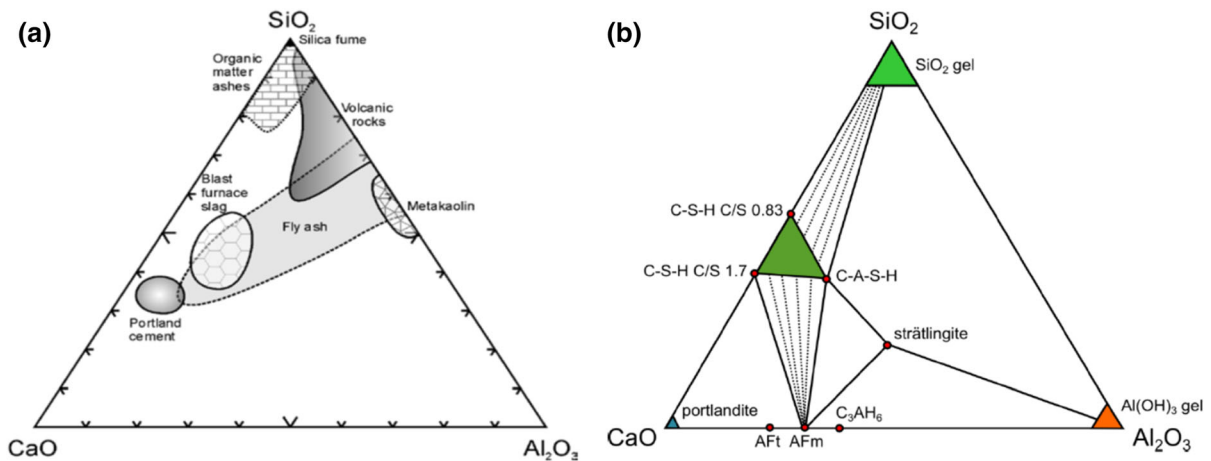 (a)
SiO2
Silica fume
Organic
matter
ashes
Volcanic
rocks
Blast
furnace
slag
Metakaolin
Fly ash
Portland
cement
CaO
Al2O3
(b)
SiO2
SiO2 gel
C-S-H C/S 0.83
C-S-H C/S 1.7
C-A-S-H
strätlingite
portlandite
C3AH6
Al(OH)3 gel
CaO
AFt
AFm
Al2O3